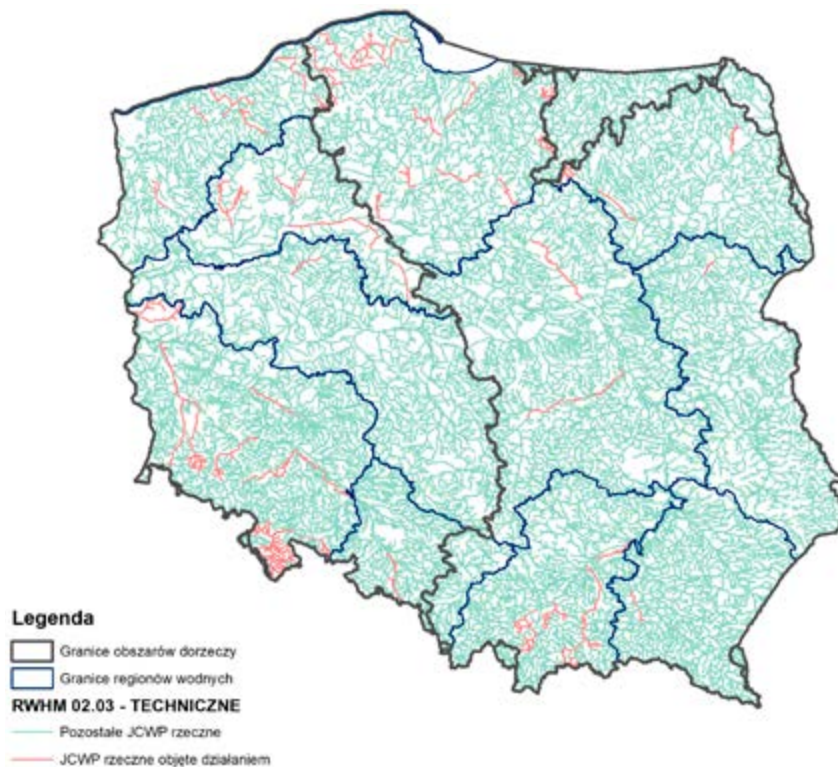 Legenda
Granice obszarów dorzeczy
Granice regionów wodnych
RWHM 02.03 - TECHNICZNE
Pozostałe JCWP rzeczne
JCWP rzeczne objęte działaniem